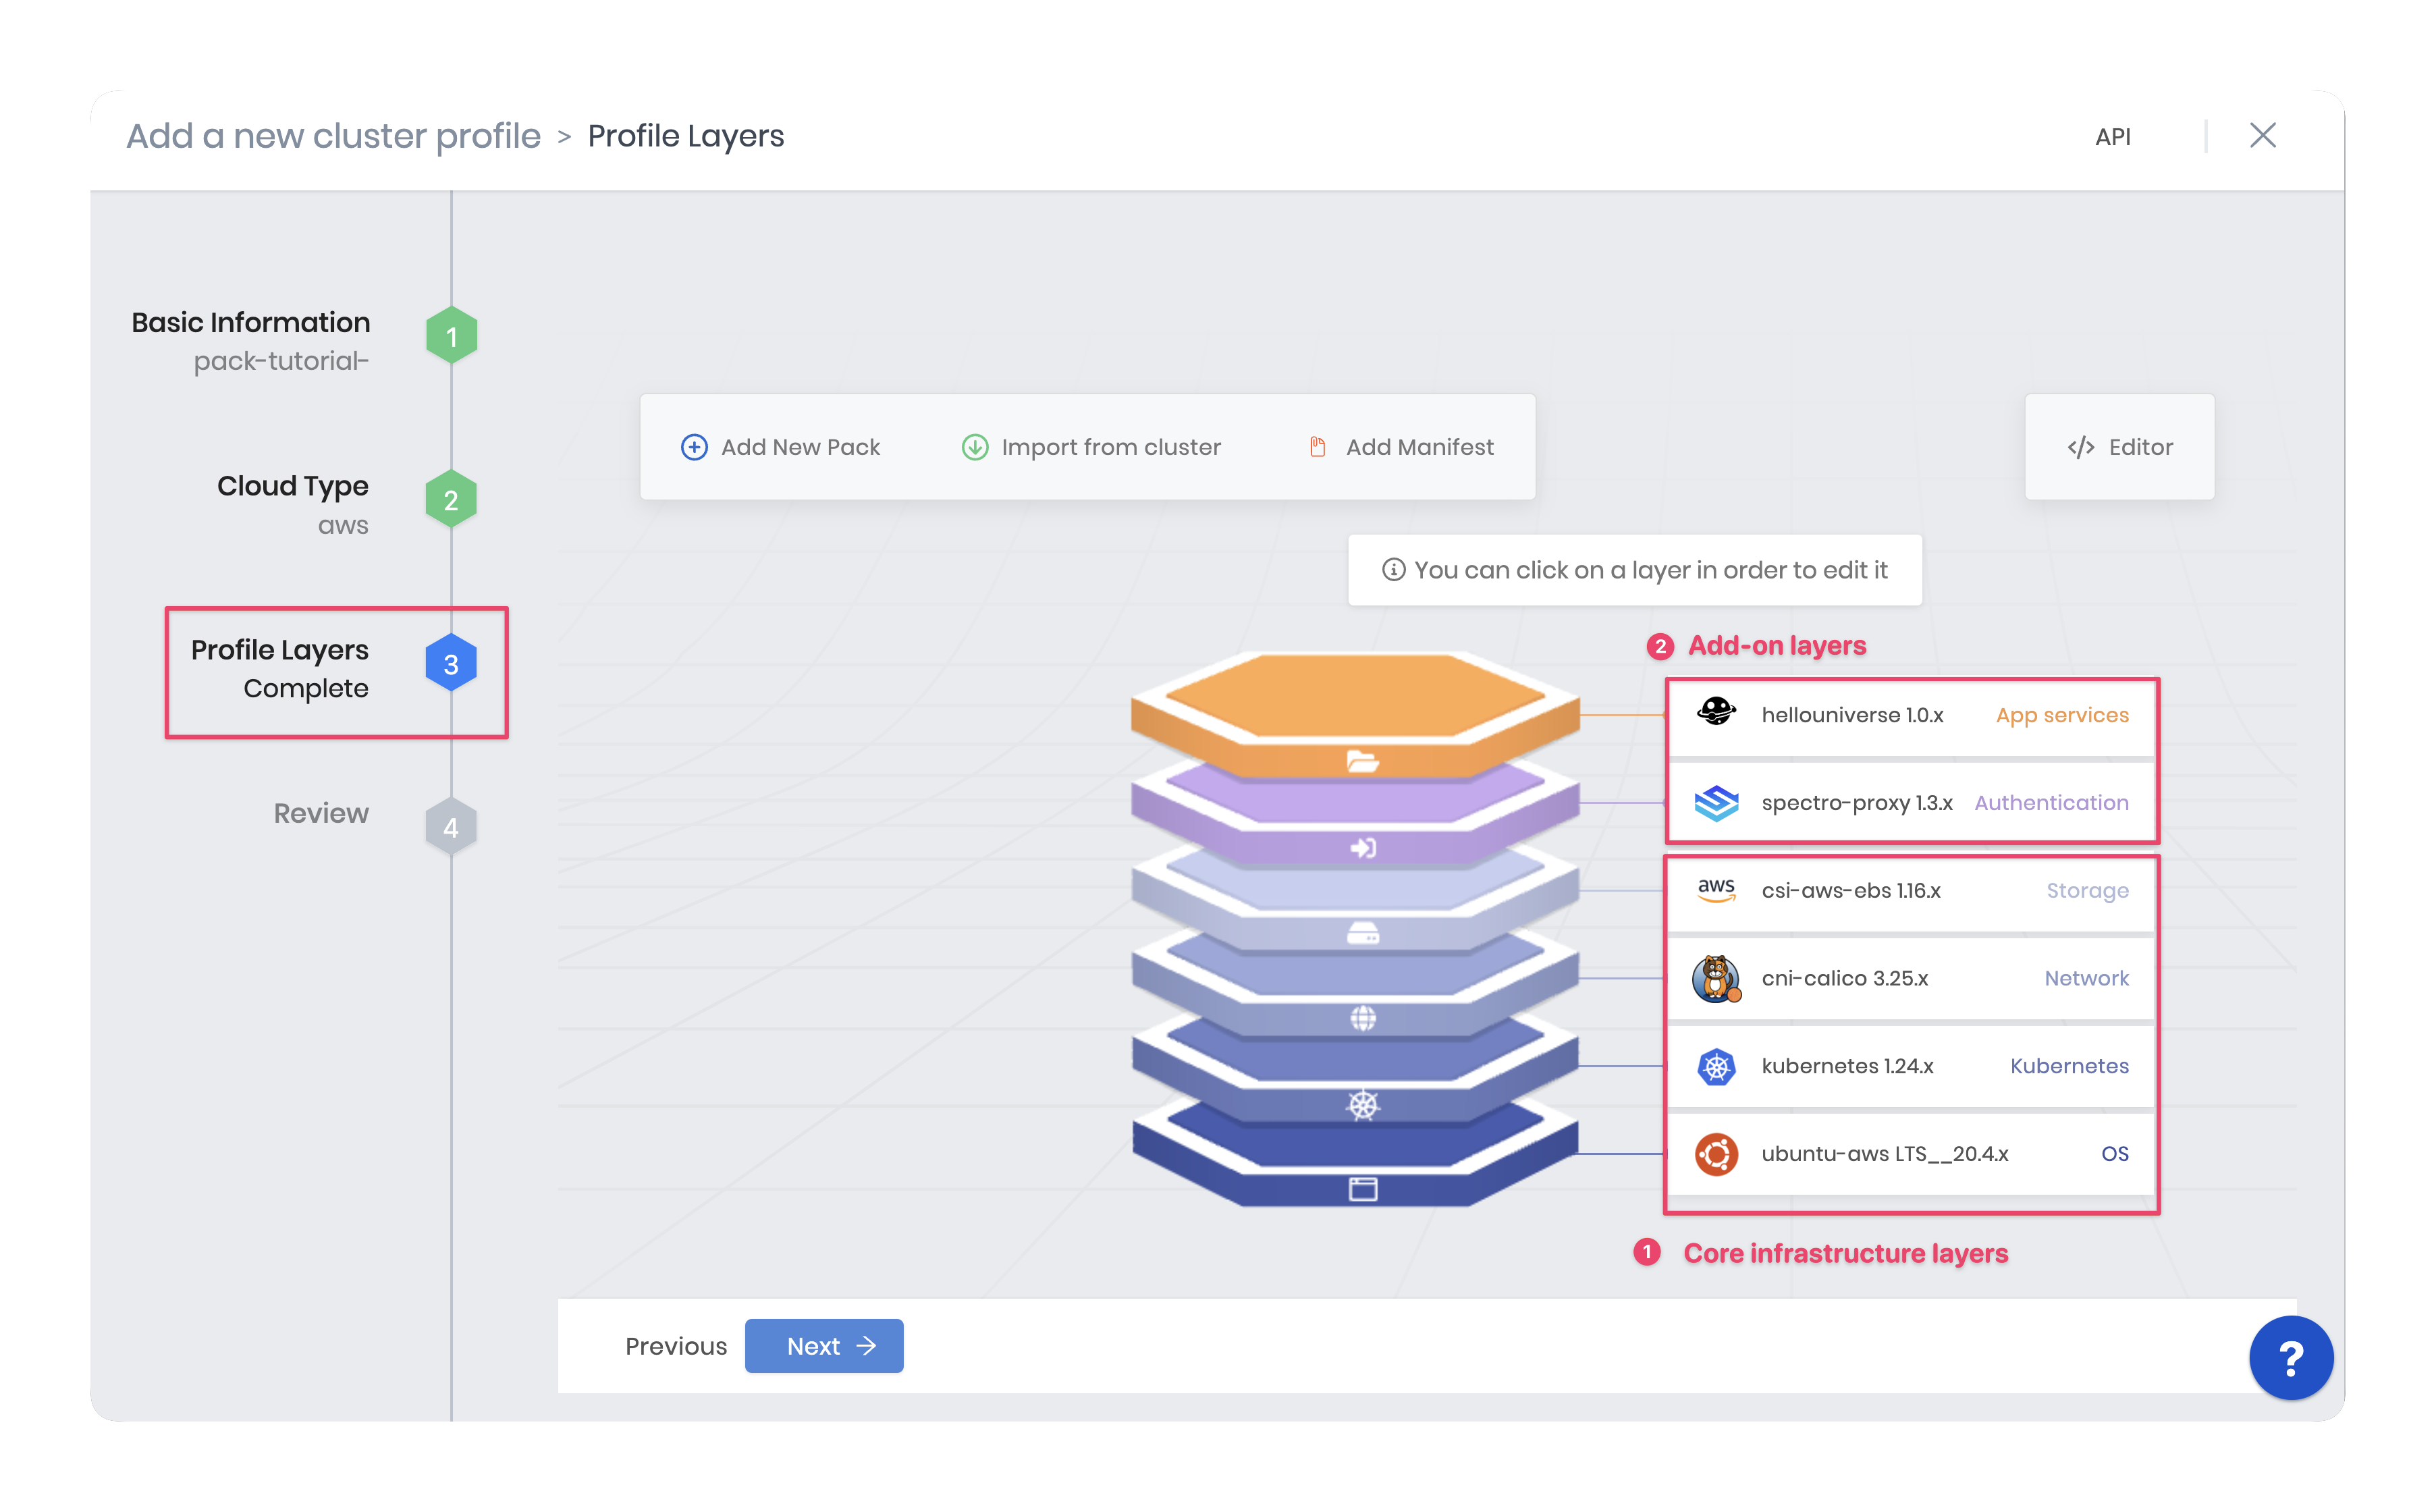 Add a new cluster profile > Profile Layers
API
Basic Information
pack-tutorial-
1
Cloud Type
aws
2
Profile Layers
Complete
3
Review
4
Add New Pack
Import from cluster
Add Manifest
</> Editor
You can click on a layer in order to edit it
2 Add-on layers
hellouniverse 1.0.x App services
spectro-proxy 1.3.x Authentication
aws csi-aws-ebs 1.16.x Storage
cni-calico 3.25.x Network
kubernetes 1.24.x Kubernetes
ubuntu-aws LTS__20.4.x OS
1 Core infrastructure layers
Previous
Next →
?